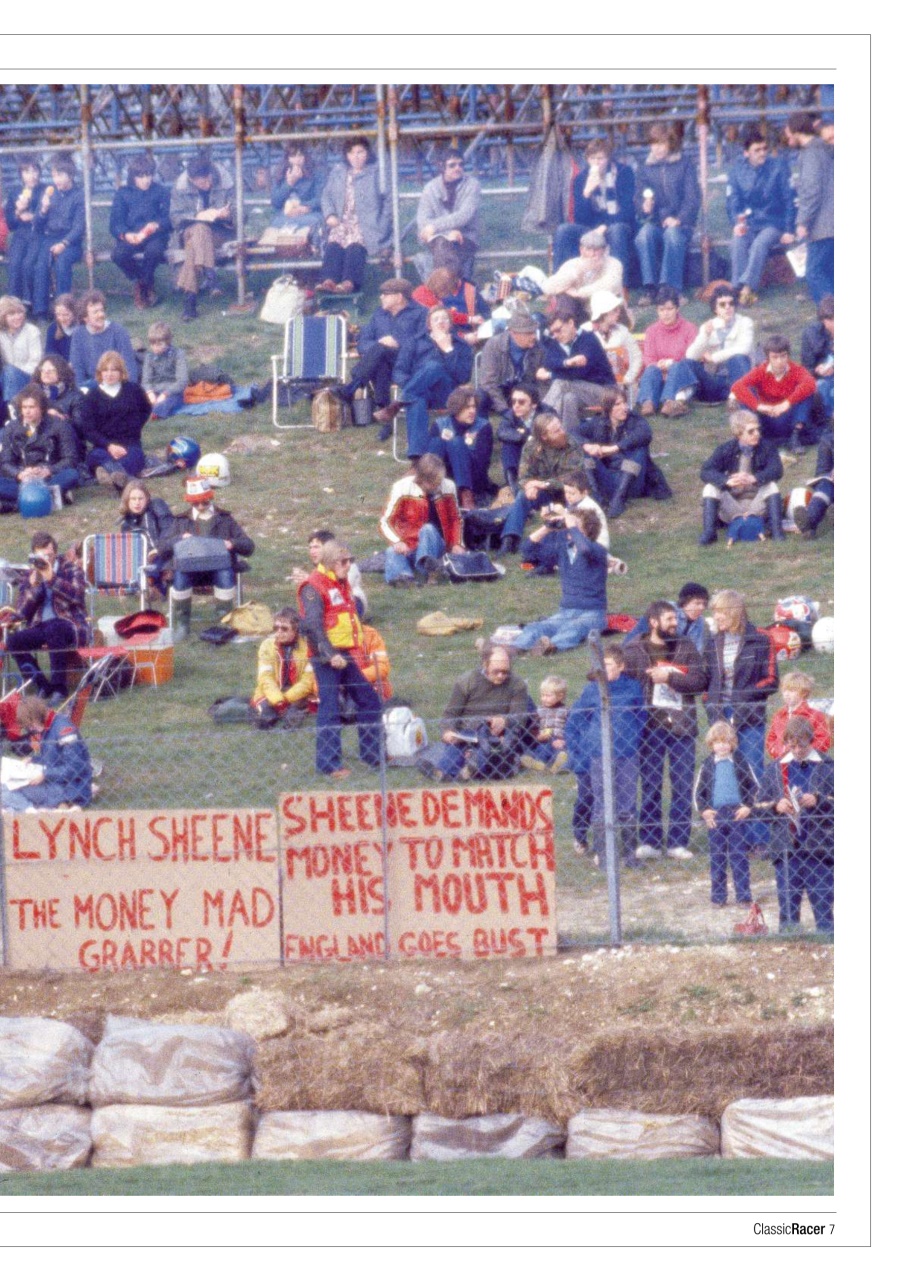 LYNCH SHEENE
THE MONEY MAD
GRABBER!
SHEENE DEMANDS
MONEY TO MATCH
HIS MOUTH
ENGLAND GOES BUST
ClassicRacer 7